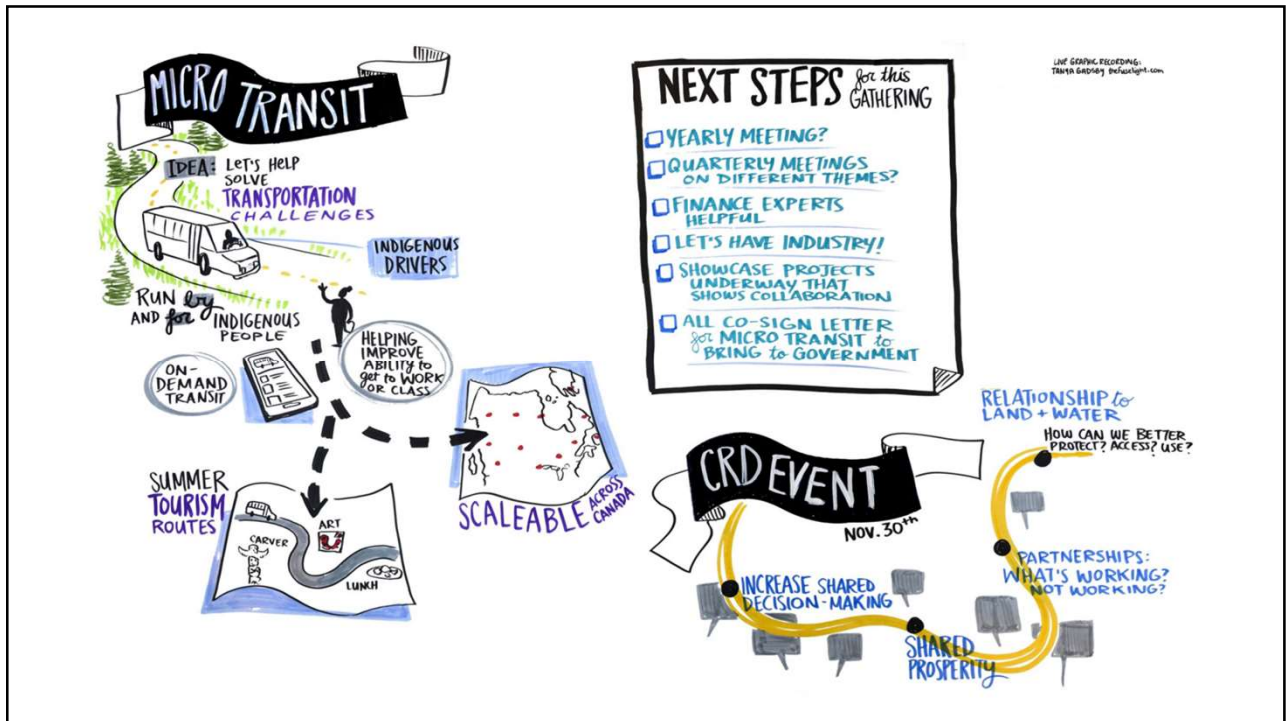 MICRO TRANSIT
IDEA: LET'S HELP
SOLVE
TRANSPORTATION
CHALLENGES
INDIGENOUS
DRIVERS
RUN by
AND for INDIGENOUS
PEOPLE
ON-
DEMAND
TRANSIT
HELPING
IMPROVE
ABILITY to
get to WORK
OR CLASS
SUMMER
TOURISM
ROUTES
CARVER
ART
LUNCH
SCALEABLE ACROSS
CANADA
NEXT STEPS for this
GATHERING
YEARLY MEETING?
QUARTERLY MEETINGS
ON DIFFERENT THEMES?
FINANCE EXPERTS
HELPFUL
LET'S HAVE INDUSTRY!
SHOWCASE PROJECTS
UNDERWAY THAT
SHOWS COLLABORATION
ALL CO-SIGN LETTER
for MICRO TRANSIT to
BRING to GOVERNMENT
LIVE GRAPHIC RECORDING:
TANYA GADSBY thefuselight.com
CRD EVENT
NOV. 30th
INCREASE SHARED
DECISION-MAKING
SHARED
PROSPERITY
PARTNERSHIPS:
WHAT'S WORKING?
NOT WORKING?
RELATIONSHIP to
LAND + WATER
HOW CAN WE BETTER
PROTECT? ACCESS? USE?